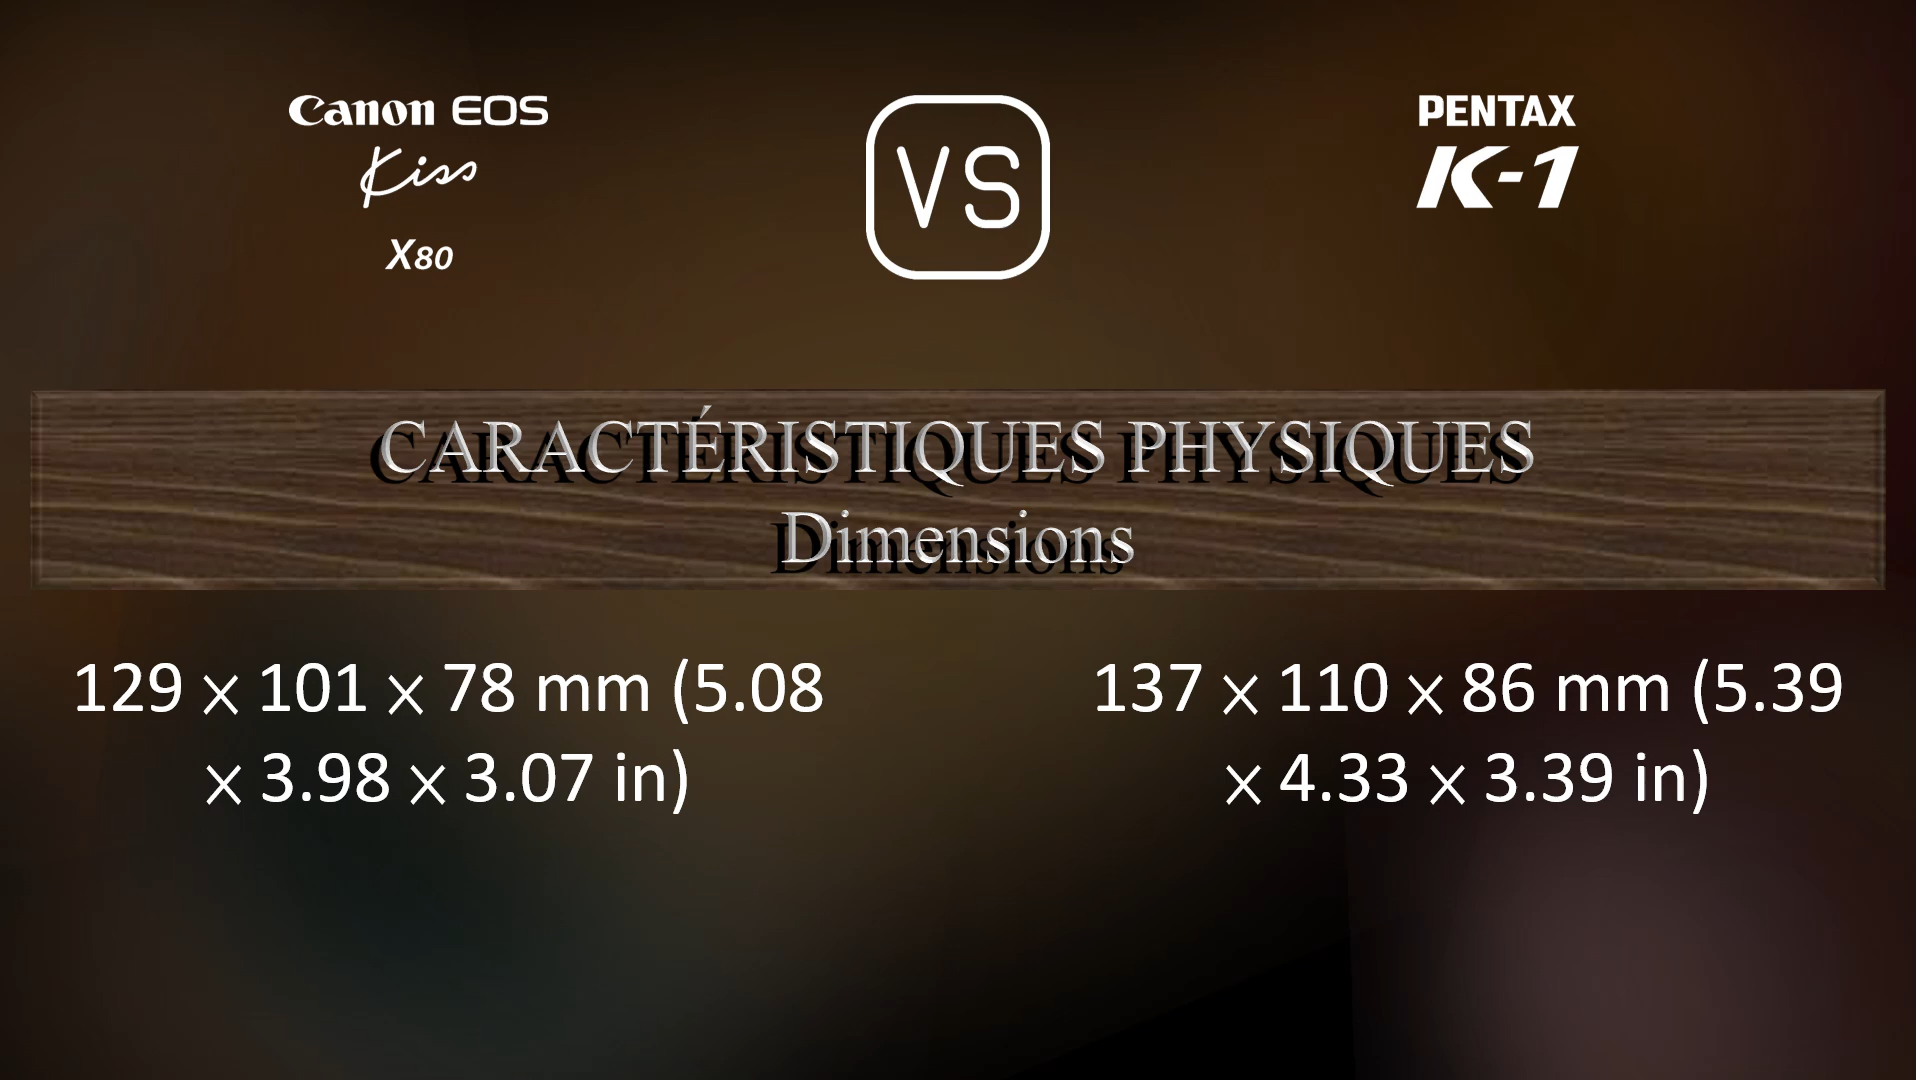 Canon EOS
Kiss
X80
VS
PENTAX
K-1
CARACTÉRISTIQUES PHYSIQUES
Dimensions
129 x 101 x 78 mm (5.08
x 3.98 x 3.07 in)
137 x 110 x 86 mm (5.39
x 4.33 x 3.39 in)